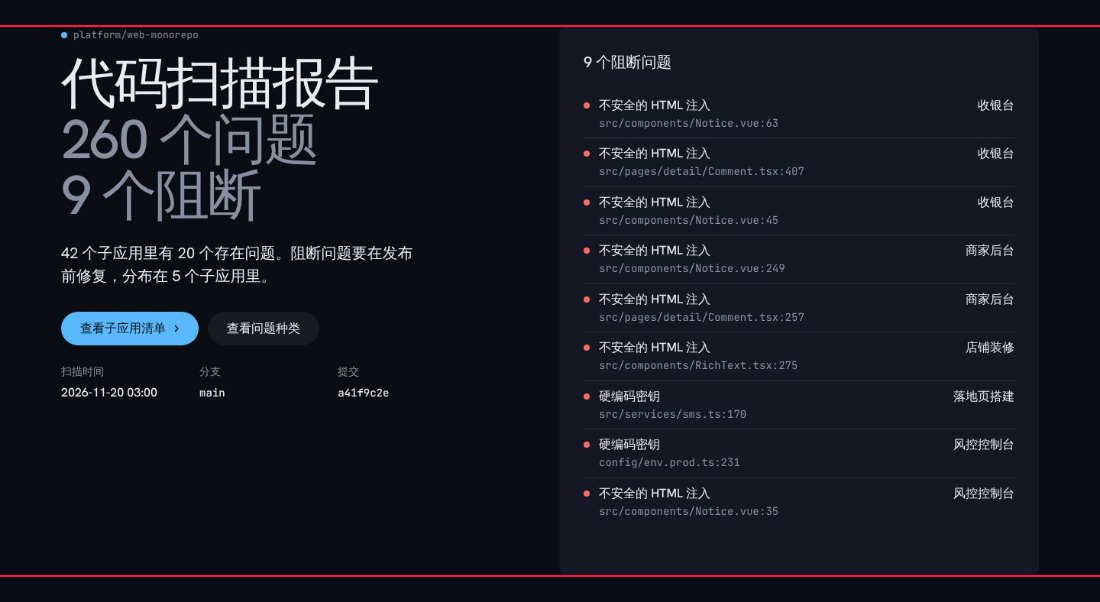 platform/web-monorepo
代码扫描报告
260 个问题
9 个阻断
42 个子应用里有 20 个存在问题。阻断问题要在发布
前修复，分布在 5 个子应用里。
查看子应用清单 ›
查看问题种类
扫描时间
分支
提交
2026-11-20 03:00
main
a41f9c2e
9 个阻断问题
不安全的 HTML 注入
收银台
src/components/Notice.vue:63
不安全的 HTML 注入
收银台
src/pages/detail/Comment.tsx:407
不安全的 HTML 注入
收银台
src/components/Notice.vue:45
不安全的 HTML 注入
商家后台
src/components/Notice.vue:249
不安全的 HTML 注入
商家后台
src/pages/detail/Comment.tsx:257
不安全的 HTML 注入
店铺装修
src/components/RichText.tsx:275
硬编码密钥
落地页搭建
src/services/sms.ts:170
硬编码密钥
风控控制台
config/env.prod.ts:231
不安全的 HTML 注入
风控控制台
src/components/Notice.vue:35